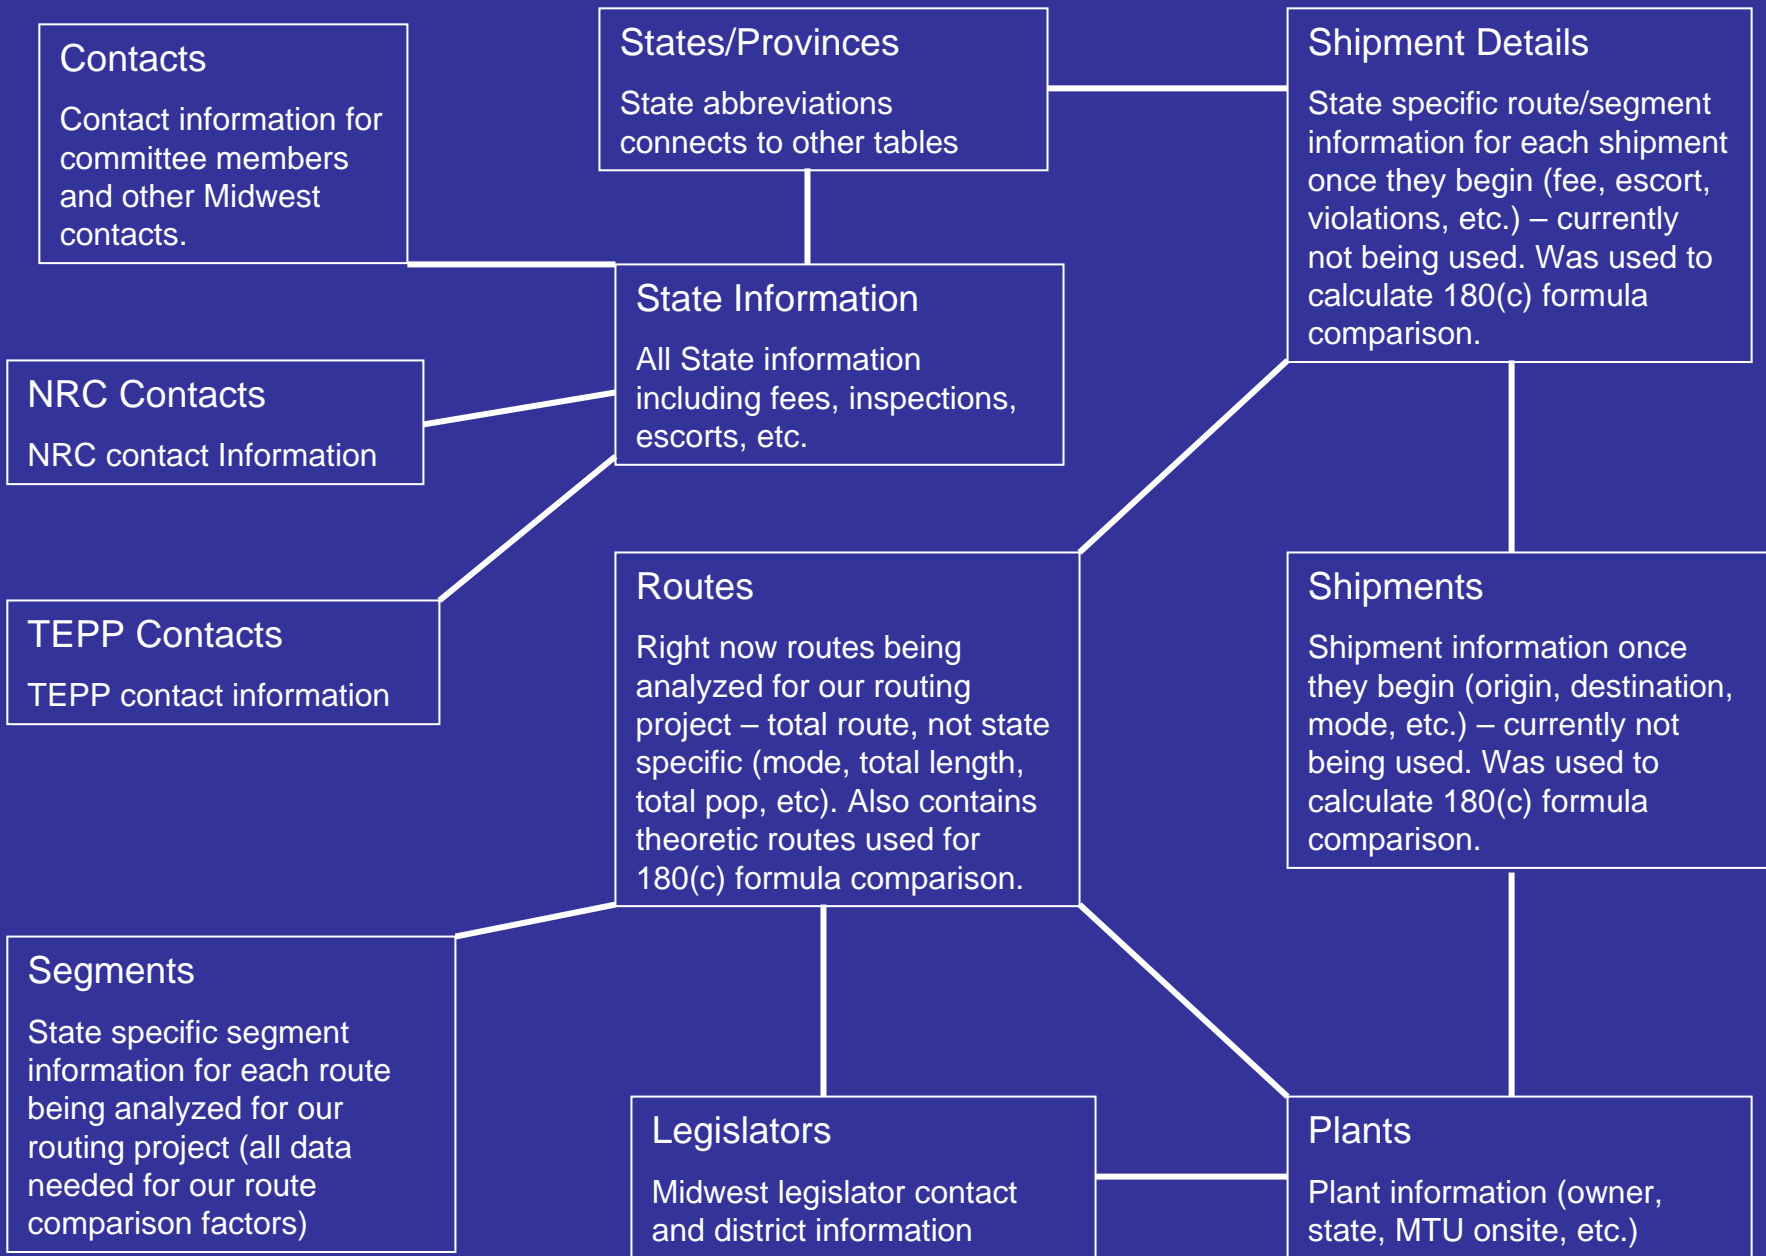 Contacts
Contact information for
committee members
and other Midwest
contacts.
States/Provinces
State abbreviations
connects to other tables
Shipment Details
State specific route/segment
information for each shipment
once they begin (fee, escort,
violations, etc.) – currently
not being used. Was used to
calculate 180(c) formula
comparison.
State Information
All State information
including fees, inspections,
escorts, etc.
NRC Contacts
NRC contact Information
TEPP Contacts
TEPP contact information
Routes
Right now routes being
analyzed for our routing
project – total route, not state
specific (mode, total length,
total pop, etc). Also contains
theoretic routes used for
180(c) formula comparison.
Shipments
Shipment information once
they begin (origin, destination,
mode, etc.) – currently not
being used. Was used to
calculate 180(c) formula
comparison.
Segments
State specific segment
information for each route
being analyzed for our
routing project (all data
needed for our route
comparison factors)
Legislators
Midwest legislator contact
and district information
Plants
Plant information (owner,
state, MTU onsite, etc.)